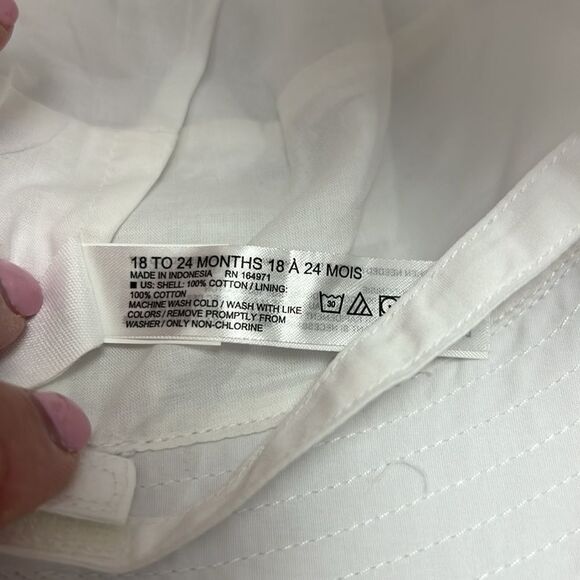 18 TO 24 MONTHS 18 À 24 MOIS
MADE IN INDONESIA RN 164971
■ US: SHELL: 100% COTTON / LINING:
100% COTTON
MACHINE WASH COLD / WASH WITH LIKE
COLORS / REMOVE PROMPTLY FROM
WASHER / ONLY NON-CHLORINE
30